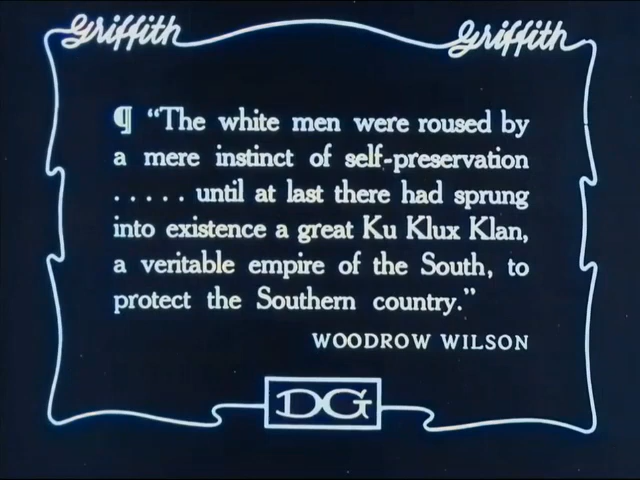 Griffith Griffith
¶ “The white men were roused by
a mere instinct of self-preservation
..... until at last there had sprung
into existence a great Ku Klux Klan,
a veritable empire of the South, to
protect the Southern country.”
WOODROW WILSON
DG